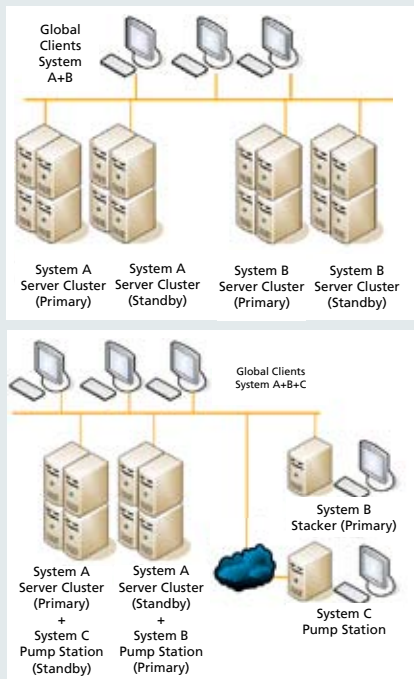 Global
Clients
System
A+B
System A
Server Cluster
(Primary)
System A
Server Cluster
(Standby)
System B
Server Cluster
(Primary)
System B
Server Cluster
(Standby)
Global Clients
System A+B+C
System B
Stacker (Primary)
System C
Pump Station
System A
Server Cluster
(Primary)
+
System C
Pump Station
(Standby)
System A
Server Cluster
(Standby)
+
System B
Pump Station
(Primary)